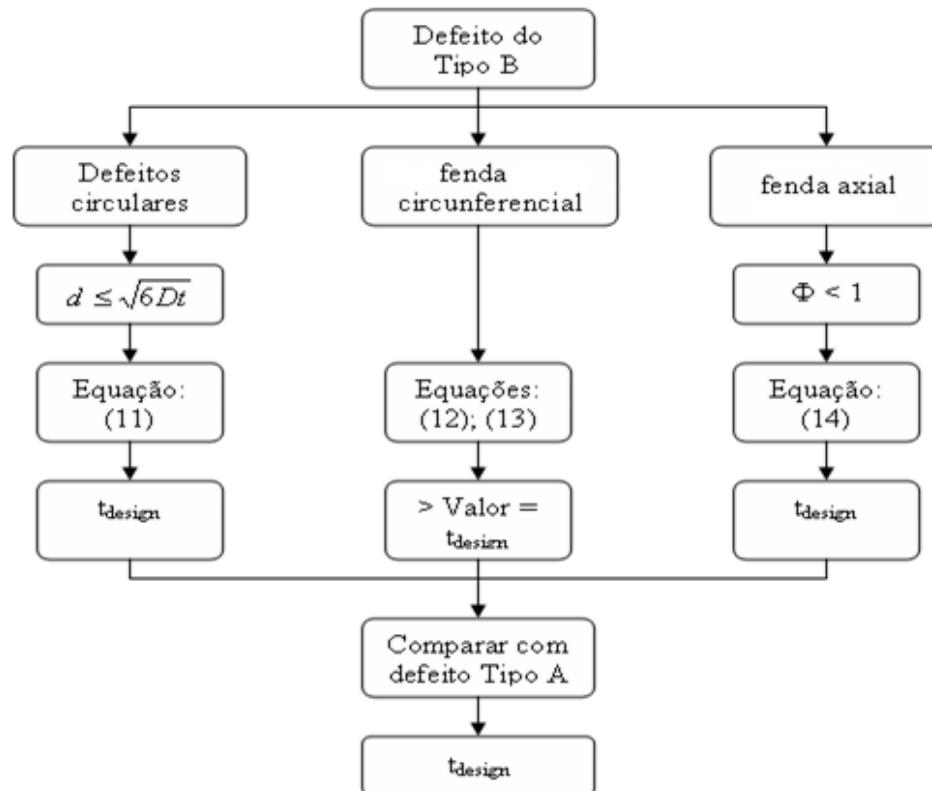 Defeito do
Tipo B
Defeitos
circulares
fenda
circunferencial
fenda axial
d ≤ √6Dt
Φ < 1
Equação:
(11)
Equações:
(12); (13)
Equação:
(14)
tdesign
> Valor =
tdesign
tdesign
Comparar com
defeito Tipo A
tdesign